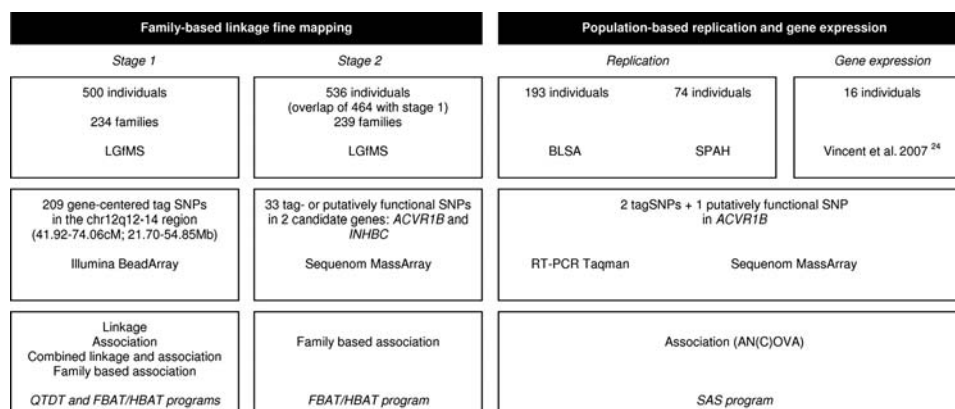 Family-based linkage fine mapping
Stage 1
Stage 2
500 individuals
234 families
LGfMS
536 individuals
(overlap of 464 with stage 1)
239 families
LGfMS
209 gene-centered tag SNPs
in the chr12q12-14 region
(41.92-74.06cM; 21.70-54.85Mb)
Illumina BeadArray
33 tag- or putatively functional SNPs
in 2 candidate genes: ACVR1B and
INHBC
Sequenom MassArray
Linkage
Association
Combined linkage and association
Family based association
QTDT and FBAT/HBAT programs
Family based association
FBAT/HBAT program
Population-based replication and gene expression
Replication
Gene expression
193 individuals
74 individuals
BLSA
SPAH
16 individuals
Vincent et al. 2007 24
2 tagSNPs + 1 putatively functional SNP
in ACVR1B
RT-PCR Taqman
Sequenom MassArray
Association (AN(C)OVA)
SAS program